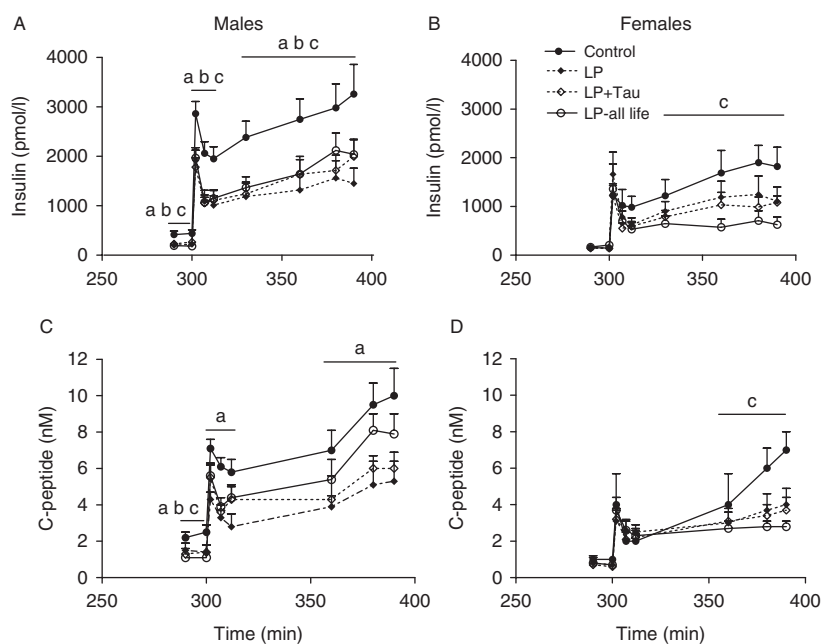 A
Males
Insulin (pmol/l)
4000
3000
2000
1000
0
a b c
a b c
a b c
250
300
350
400
B
Females
Control
LP
LP+Tau
LP-all life
Insulin (pmol/l)
4000
3000
2000
1000
0
c
250
300
350
400
C
C-peptide (nM)
12
10
8
6
4
2
0
a
a
a b c
250
300
350
400
Time (min)
D
C-peptide (nM)
12
10
8
6
4
2
0
c
250
300
350
400
Time (min)